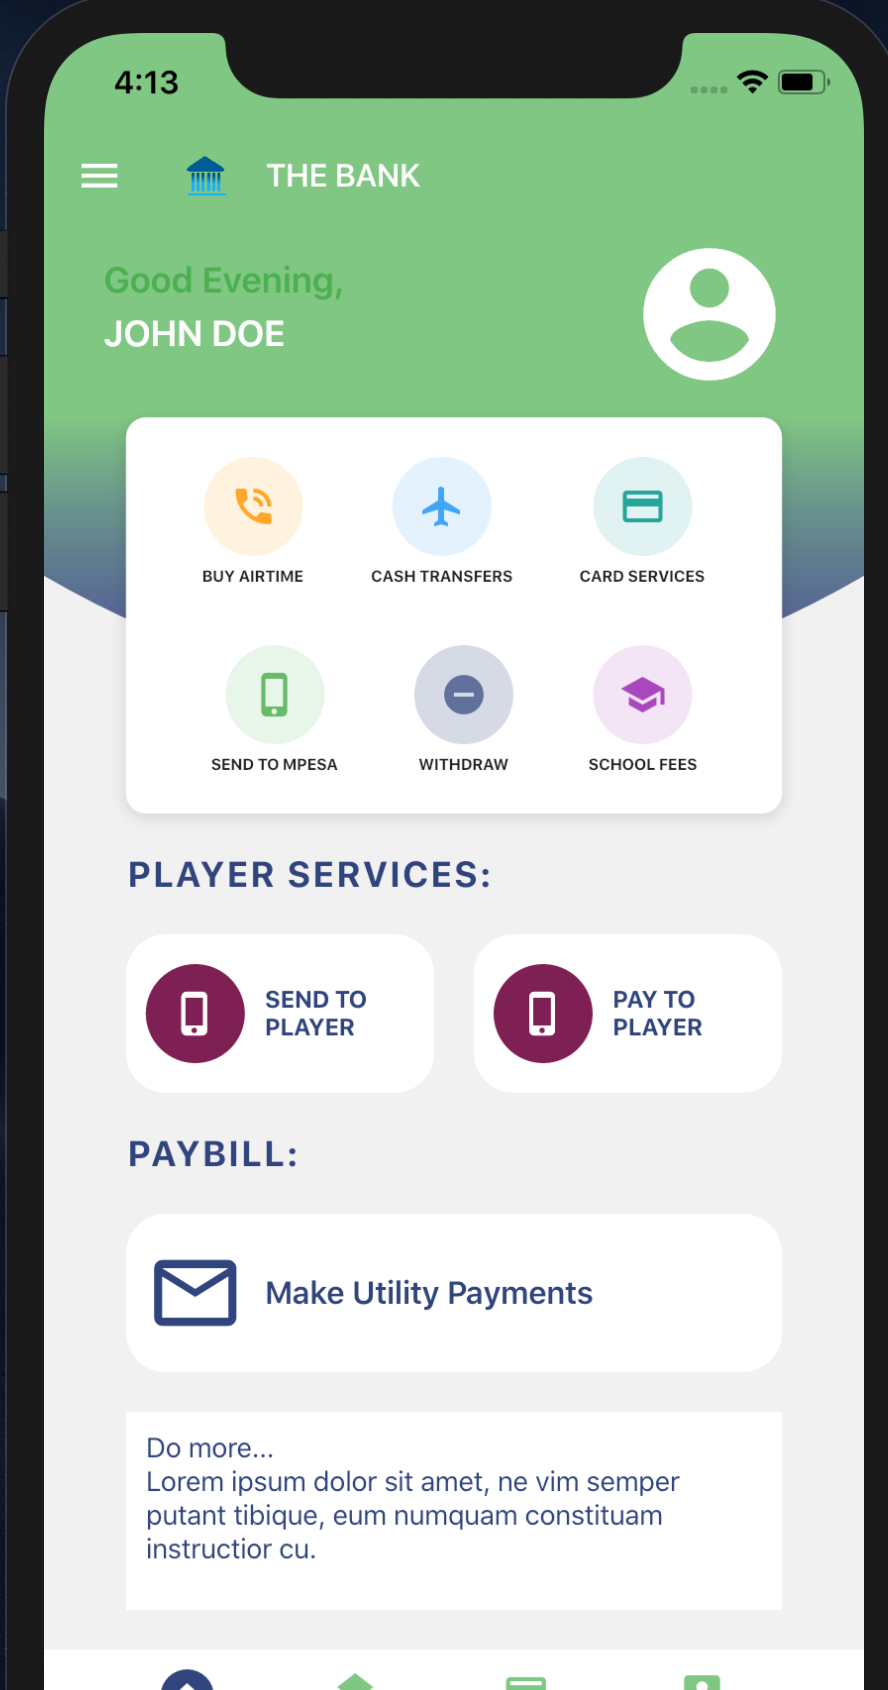 4:13
THE BANK
Good Evening,
JOHN DOE
BUY AIRTIME
CASH TRANSFERS
CARD SERVICES
SEND TO MPESA
WITHDRAW
SCHOOL FEES
PLAYER SERVICES:
SEND TO
PLAYER
PAY TO
PLAYER
PAYBILL:
Make Utility Payments
Do more...
Lorem ipsum dolor sit amet, ne vim semper
putant tibique, eum numquam constituam
instructior cu.